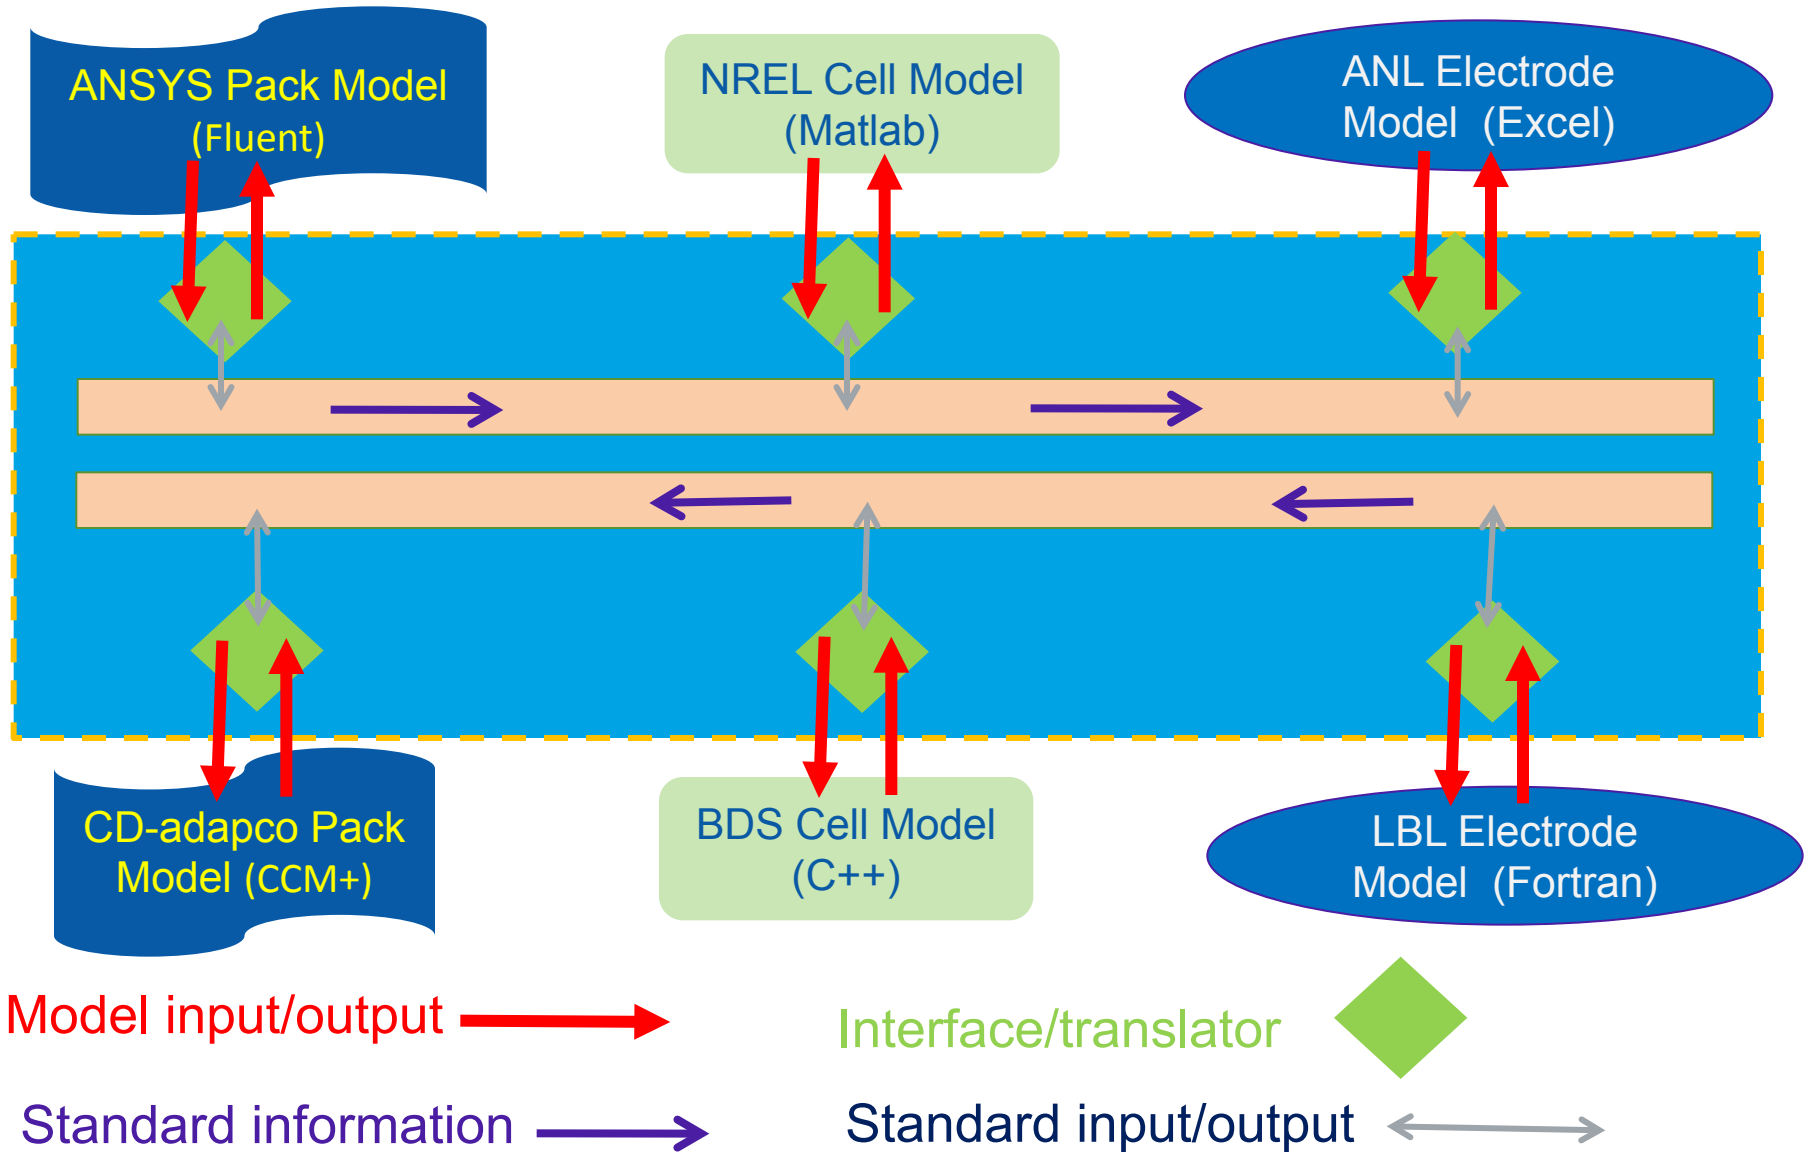 ANSYS Pack Model
(Fluent)
NREL Cell Model
(Matlab)
ANL Electrode
Model (Excel)
CD-adapco Pack
Model (CCM+)
BDS Cell Model
(C++)
LBL Electrode
Model (Fortran)
Model input/output
Interface/translator
Standard information
Standard input/output